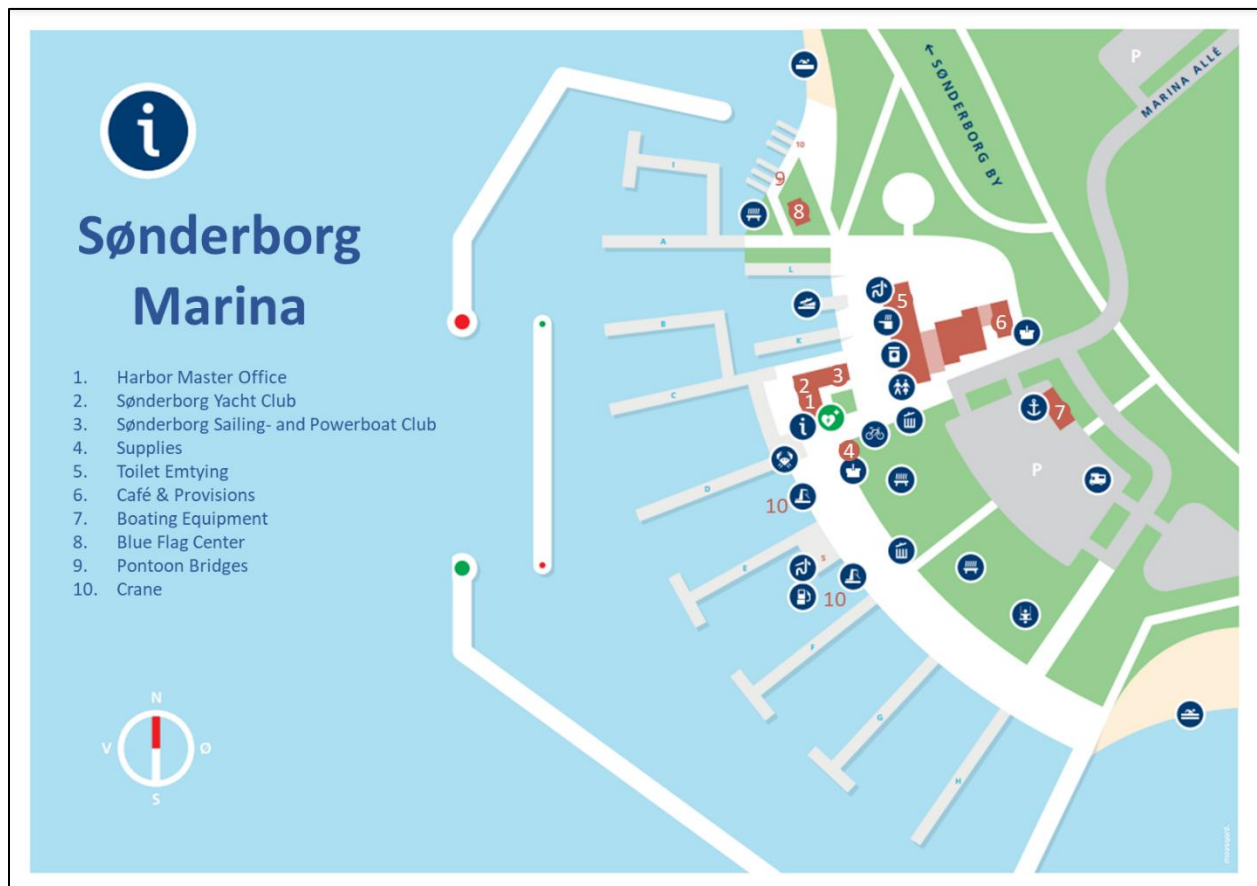 Sønderborg
Marina
1. Harbor Master Office
2. Sønderborg Yacht Club
3. Sønderborg Sailing- and Powerboat Club
4. Supplies
5. Toilet Emtying
6. Café & Provisions
7. Boating Equipment
8. Blue Flag Center
9. Pontoon Bridges
10. Crane
N
V Ø
S
P
MARINA ALLÉ
← SØNDERBORG BY
10
I
9
8
A
L
5
B
6
K
3
2
C
1
7
4
P
D
10
S
E
10
F
G
H